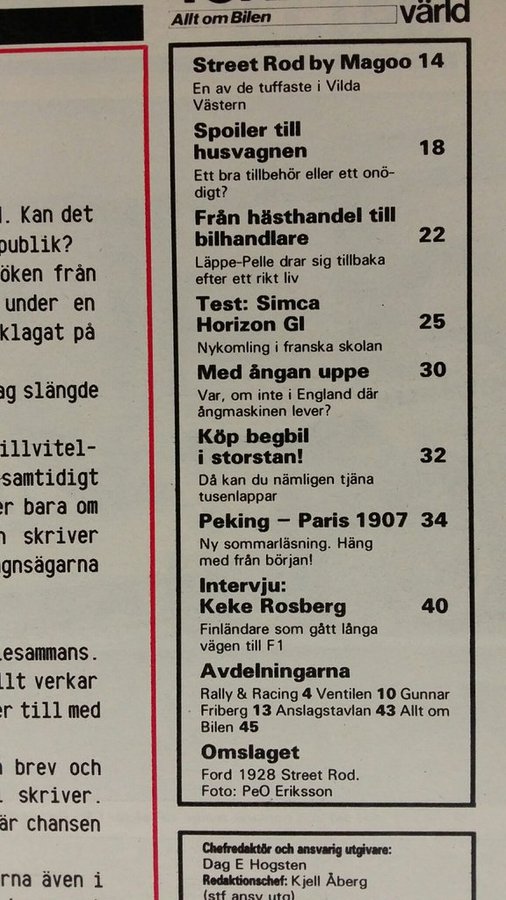 Allt om Bilen
värld
Street Rod by Magoo 14
En av de tuffaste i Vilda
Västern
Spoiler till
husvagnen 18
Ett bra tillbehör eller ett onö-
digt?
Från hästhandel till
bilhandlare 22
Läppe-Pelle drar sig tillbaka
efter ett rikt liv
Test: Simca
Horizon Gl 25
Nykomling i franska skolan
Med ångan uppe 30
Var, om inte i England där
ångmaskinen lever?
Köp begbil
i storstan! 32
Då kan du nämligen tjäna
tusenlappar
Peking – Paris 1907 34
Ny sommarläsning. Häng
med från början!
Intervju:
Keke Rosberg 40
Finländare som gått långa
vägen till F1
Avdelningarna
Rally & Racing 4 Ventilen 10 Gunnar
Friberg 13 Anslagstavlan 43 Allt om
Bilen 45
Omslaget
Ford 1928 Street Rod.
Foto: PeO Eriksson
Chefredaktör och ansvarig utgivare:
Dag E Hogsten
Redaktionschef: Kjell Åberg
(stf ansv utg)
. Kan det
publik?
öken från
under en
klagat på
ag slängde
illvitel-
samtidigt
er bara om
skriver
gnsägarna
lesammans.
llt verkar
er till med
brev och
skriver.
är chansen
rna även i